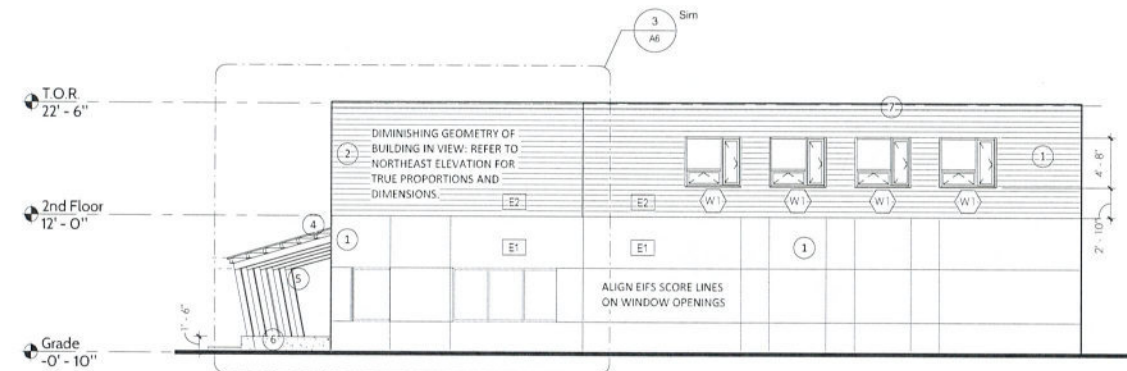 3
A6
Sim
T.O.R.
22' - 6"
7
DIMINISHING GEOMETRY OF
BUILDING IN VIEW: REFER TO
NORTHEAST ELEVATION FOR
TRUE PROPORTIONS AND
DIMENSIONS.
2
1
4' - 8"
E2
E2
W1
W1
W1
W1
2nd Floor
12' - 0"
4
1
E1
E1
1
2' - 10"
5
ALIGN EIFS SCORE LINES
ON WINDOW OPENINGS
1' - 6"
6
Grade
-0' - 10"